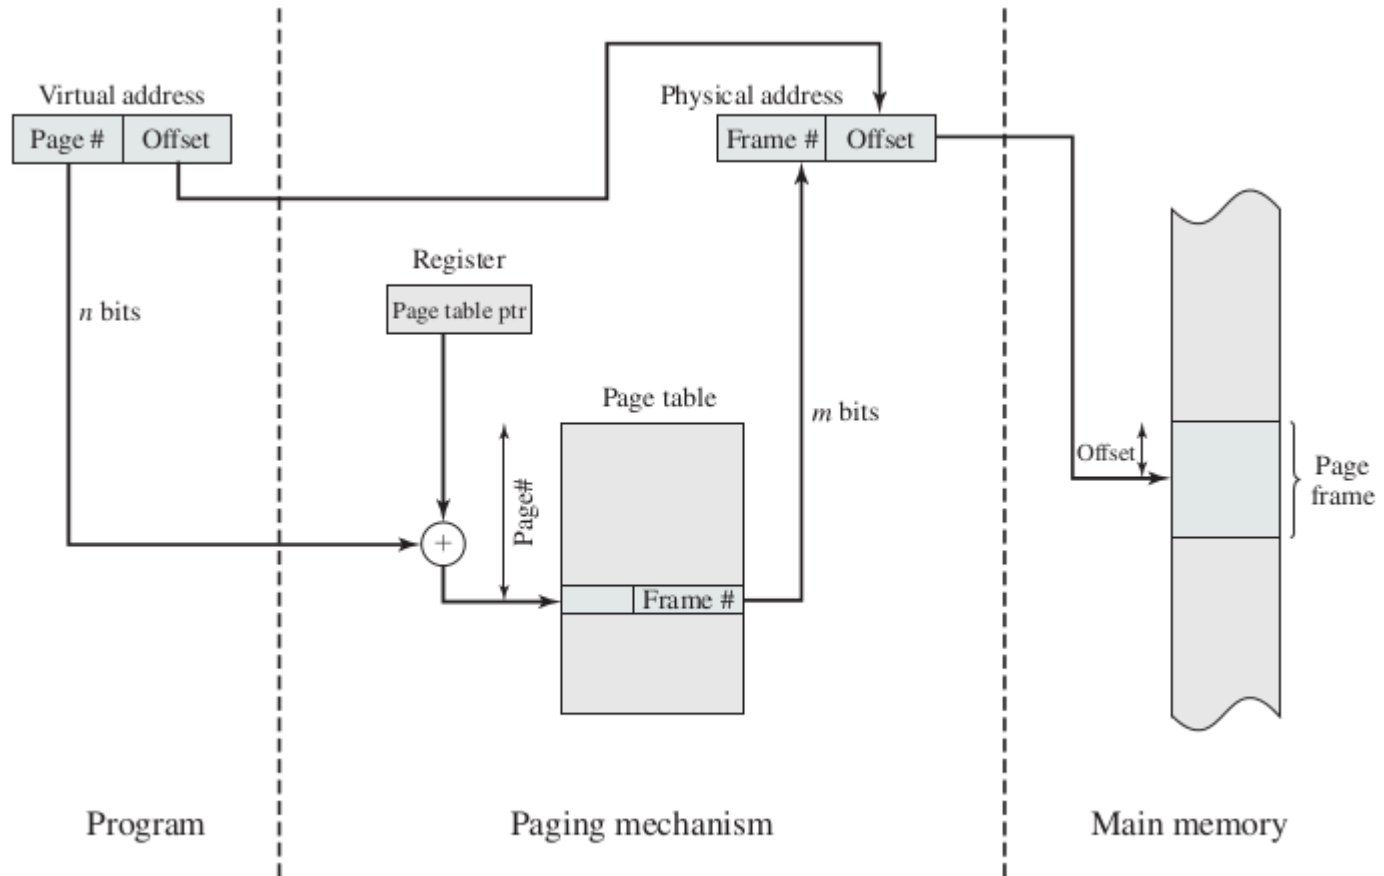 Virtual address
Page #
Offset
Physical address
Frame #
Offset
Register
Page table ptr
n bits
Page table
m bits
Page#
Frame #
Offset
Page
frame
+
Program
Paging mechanism
Main memory